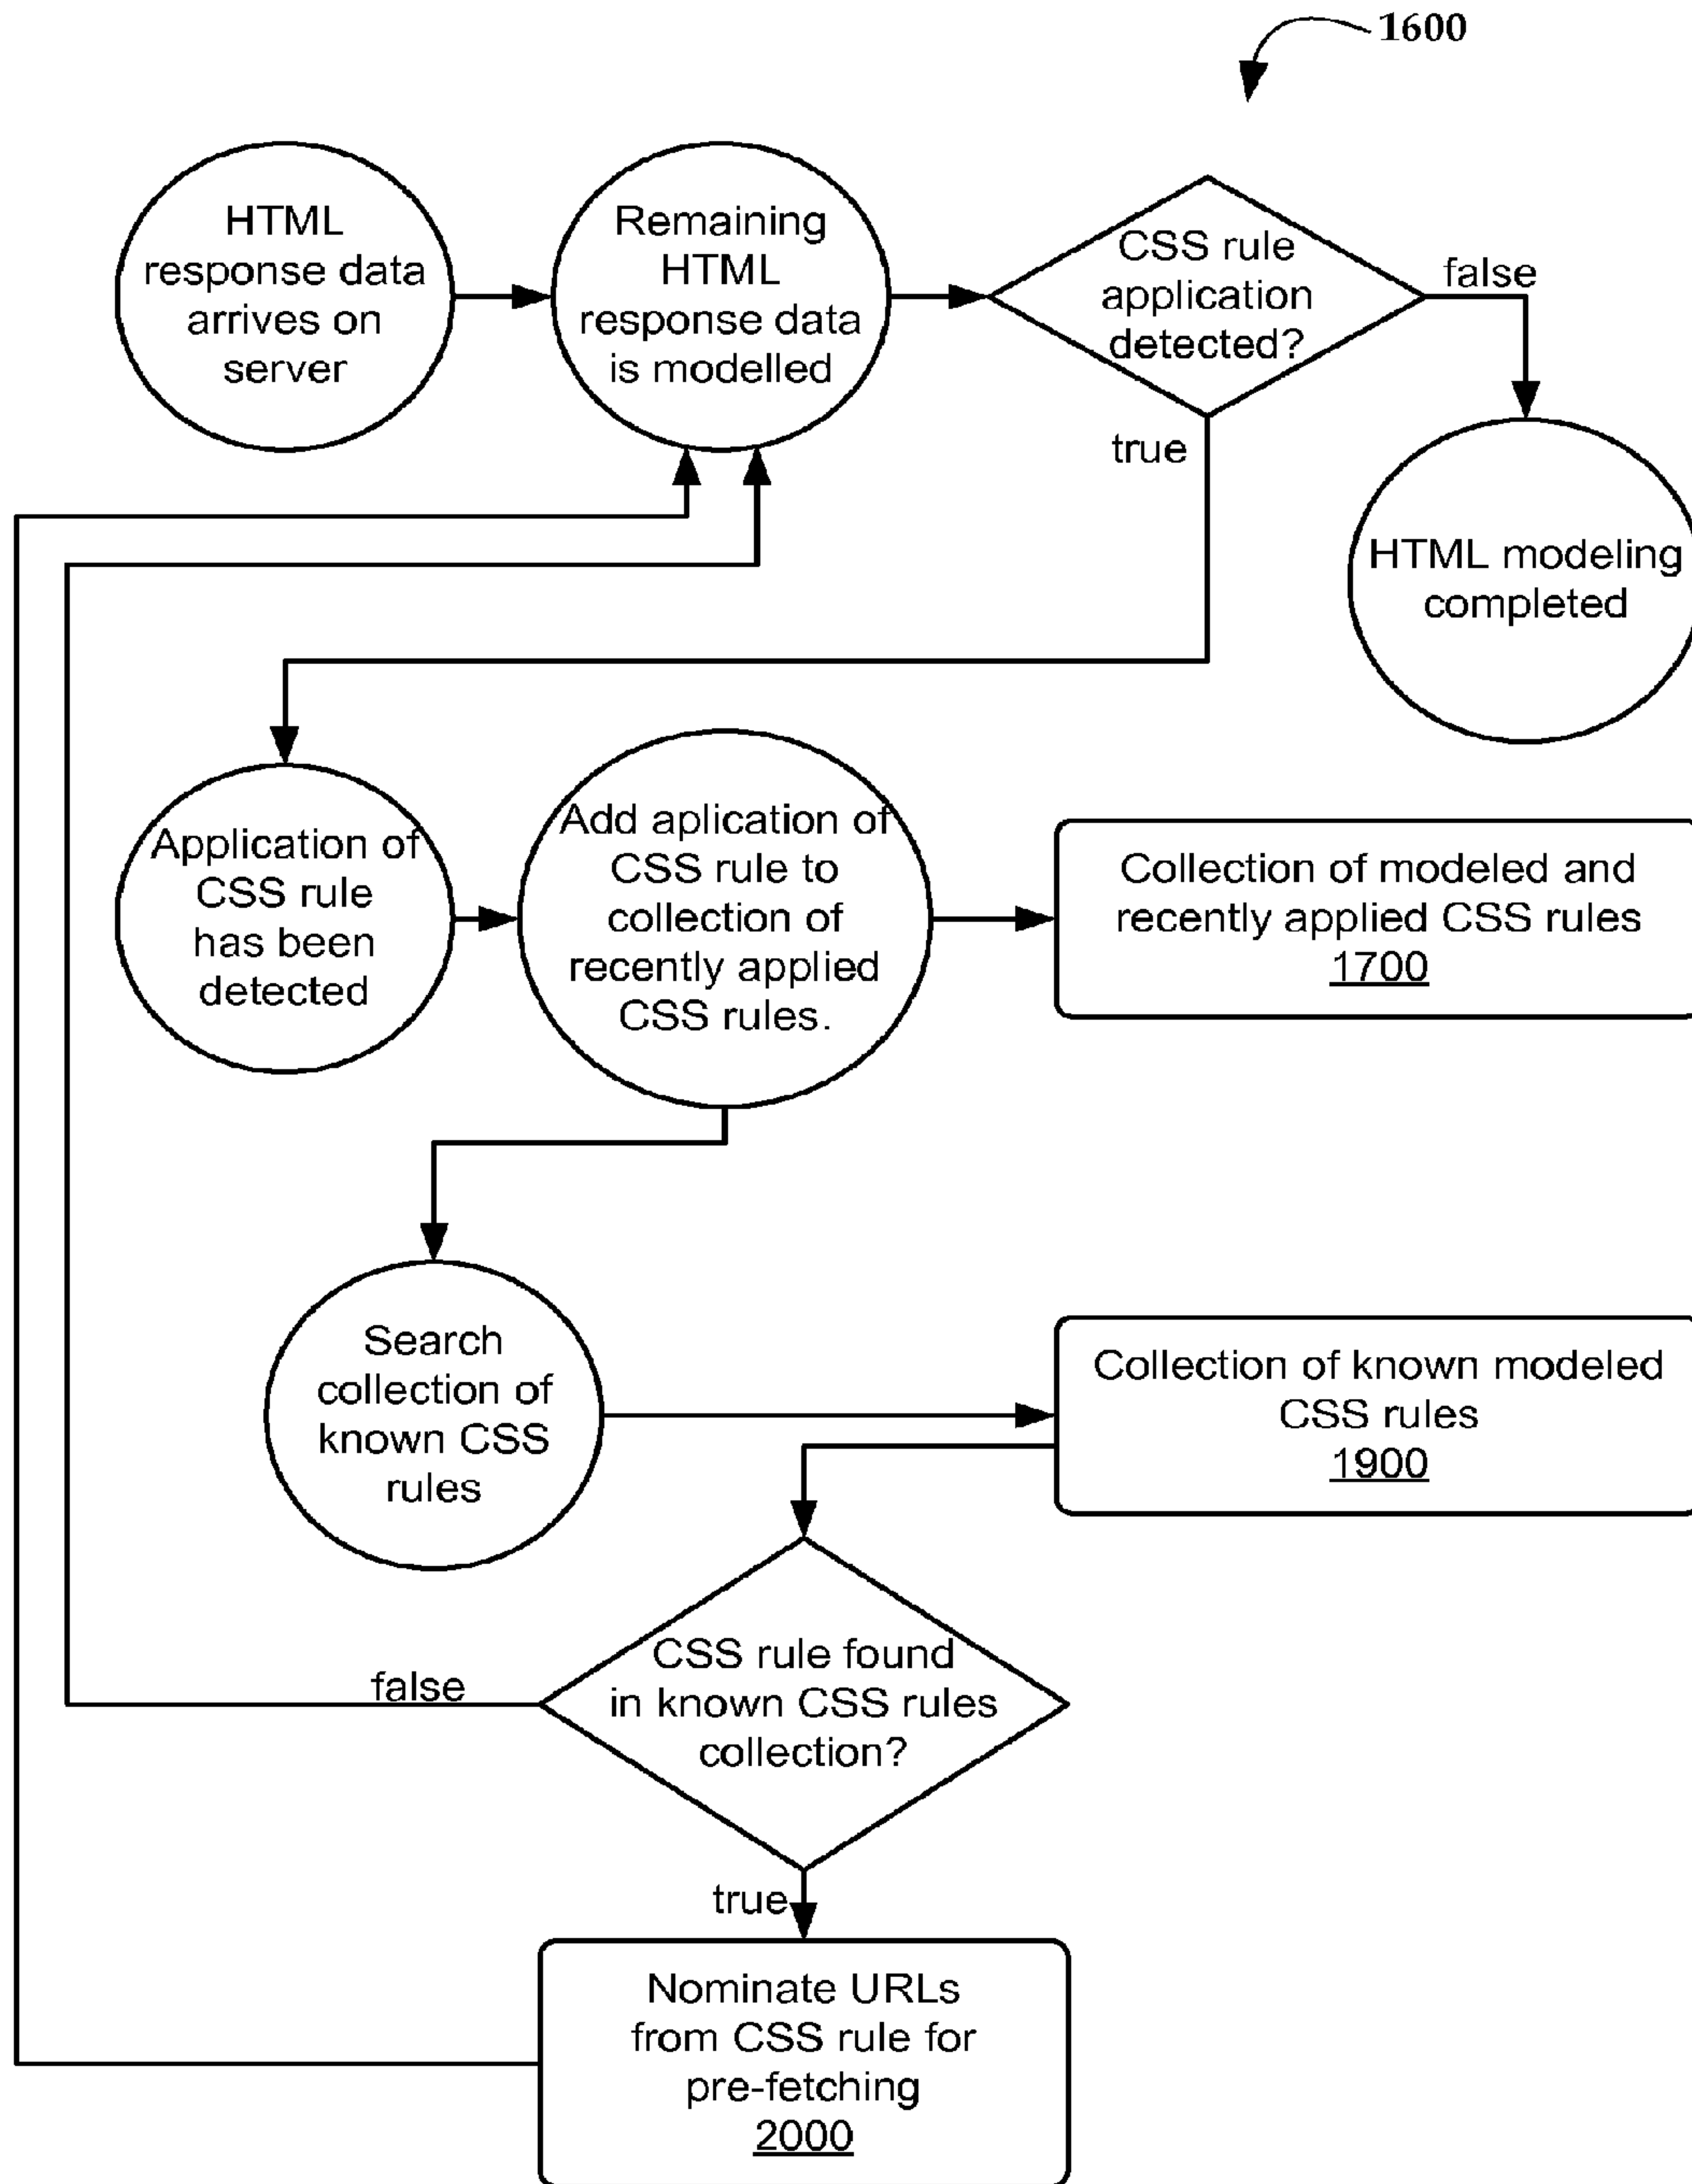 1600
HTML
response data
arrives on
server
Remaining
HTML
response data
is modelled
CSS rule
application
detected?
false
true
HTML modeling
completed
Application of
CSS rule
has been
detected
Add aplication of
CSS rule to
collection of
recently applied
CSS rules.
Collection of modeled and
recently applied CSS rules
1700
Search
collection of
known CSS
rules
Collection of known modeled
CSS rules
1900
CSS rule found
in known CSS rules
collection?
false
true
Nominate URLs
from CSS rule for
pre-fetching
2000